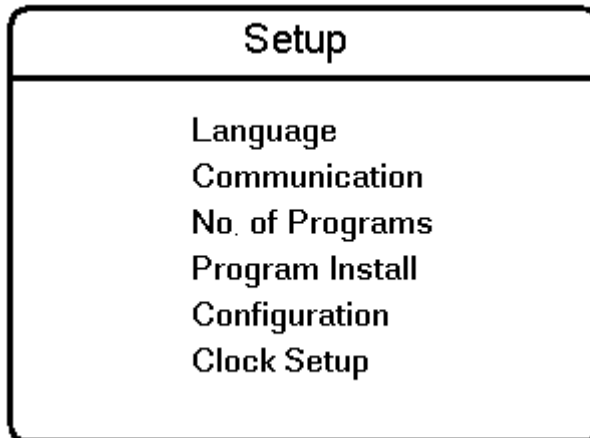 Setup
Language
Communication
No. of Programs
Program Install
Configuration
Clock Setup